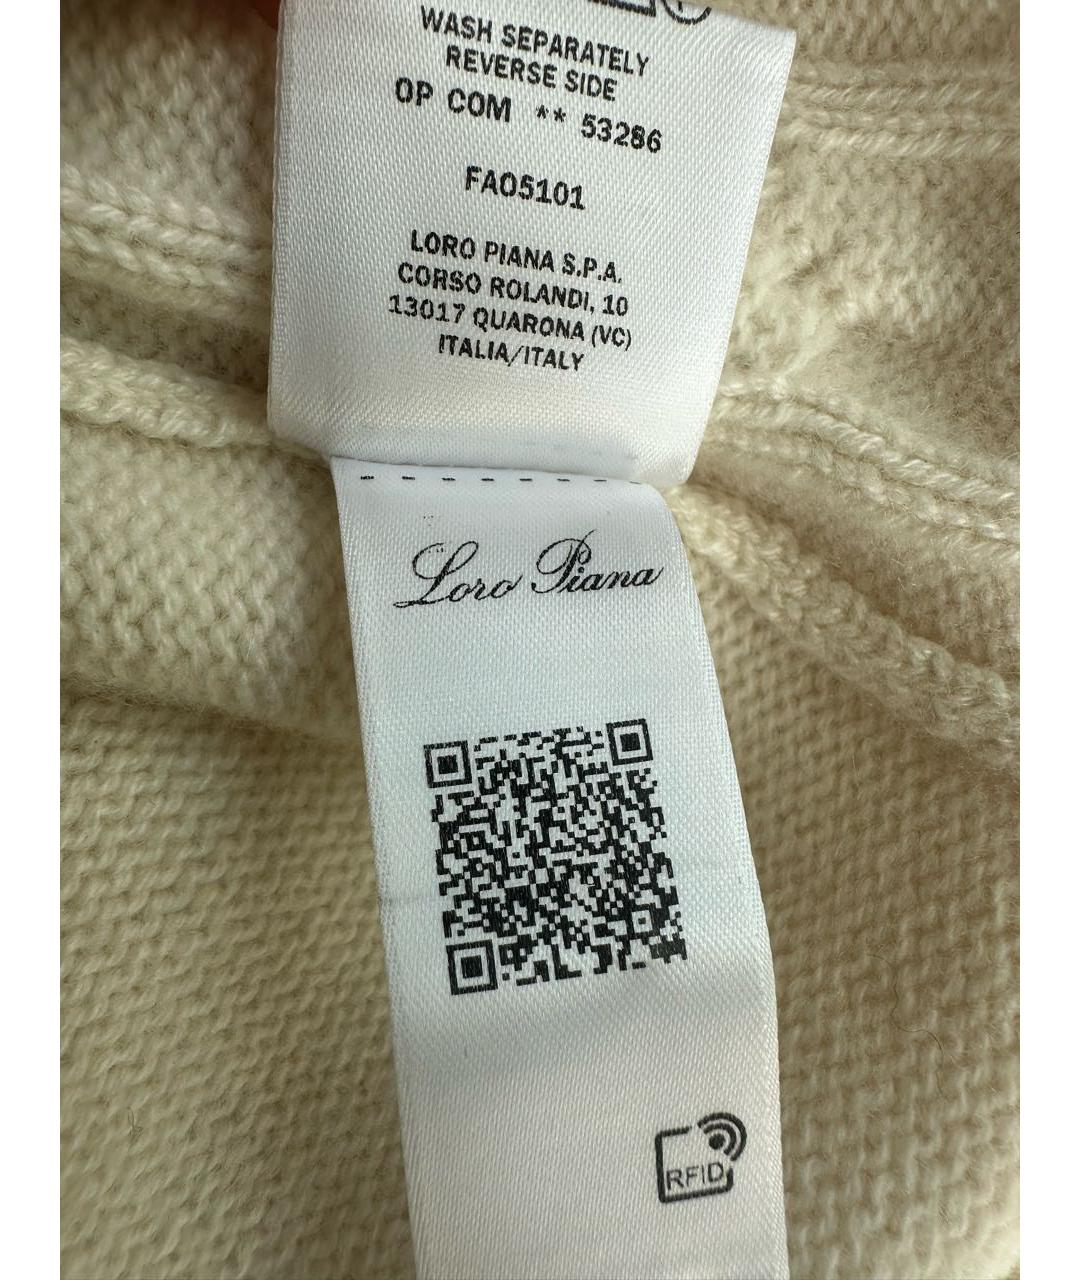 WASH SEPARATELY
REVERSE SIDE
OP COM ** 53286
FAO5101
LORO PIANA S.P.A.
CORSO ROLANDI, 10
13017 QUARONA (VC)
ITALIA/ITALY
Loro Piana
RFID